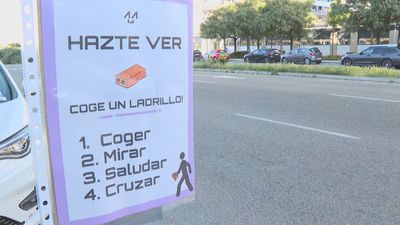 HAZTE VER
COGE UN LADRILLO!
1. Coger
2. Mirar
3. Saludar
4. Cruzar